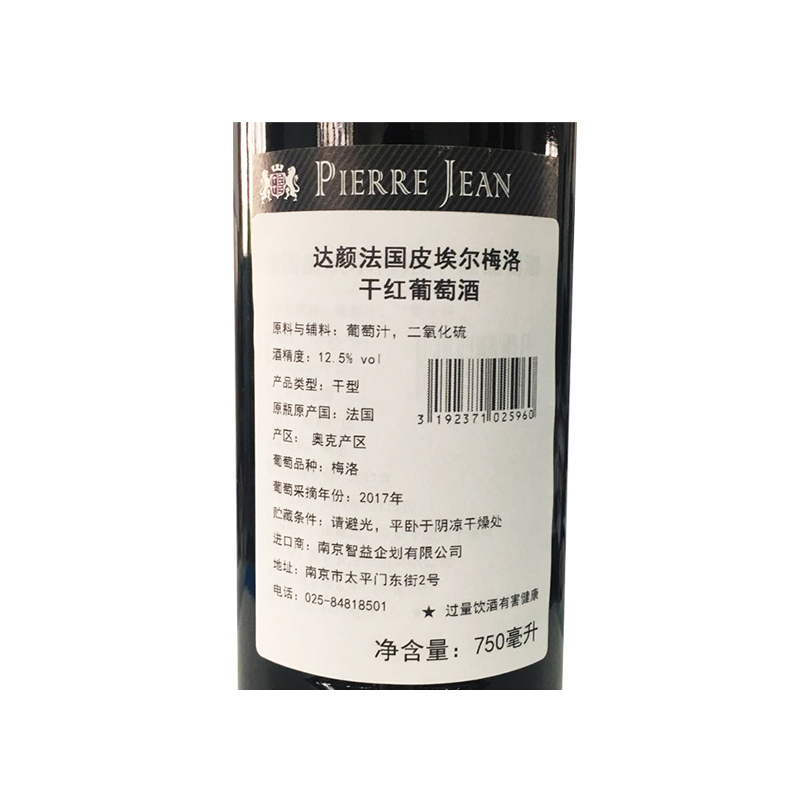 PIERRE JEAN
达颜法国皮埃尔梅洛
干红葡萄酒
原料与辅料：葡萄汁，二氧化硫
酒精度：12.5% vol
产品类型：干型
原瓶原产国：法国
产区： 奥克产区
葡萄品种：梅洛
葡萄采摘年份：2017年
贮藏条件：请避光，平卧于阴凉干燥处
进口商：南京智益企划有限公司
地址：南京市太平门东街2号
电话：025-84818501
3 192371 025960
★ 过量饮酒有害健康
净含量：750毫升